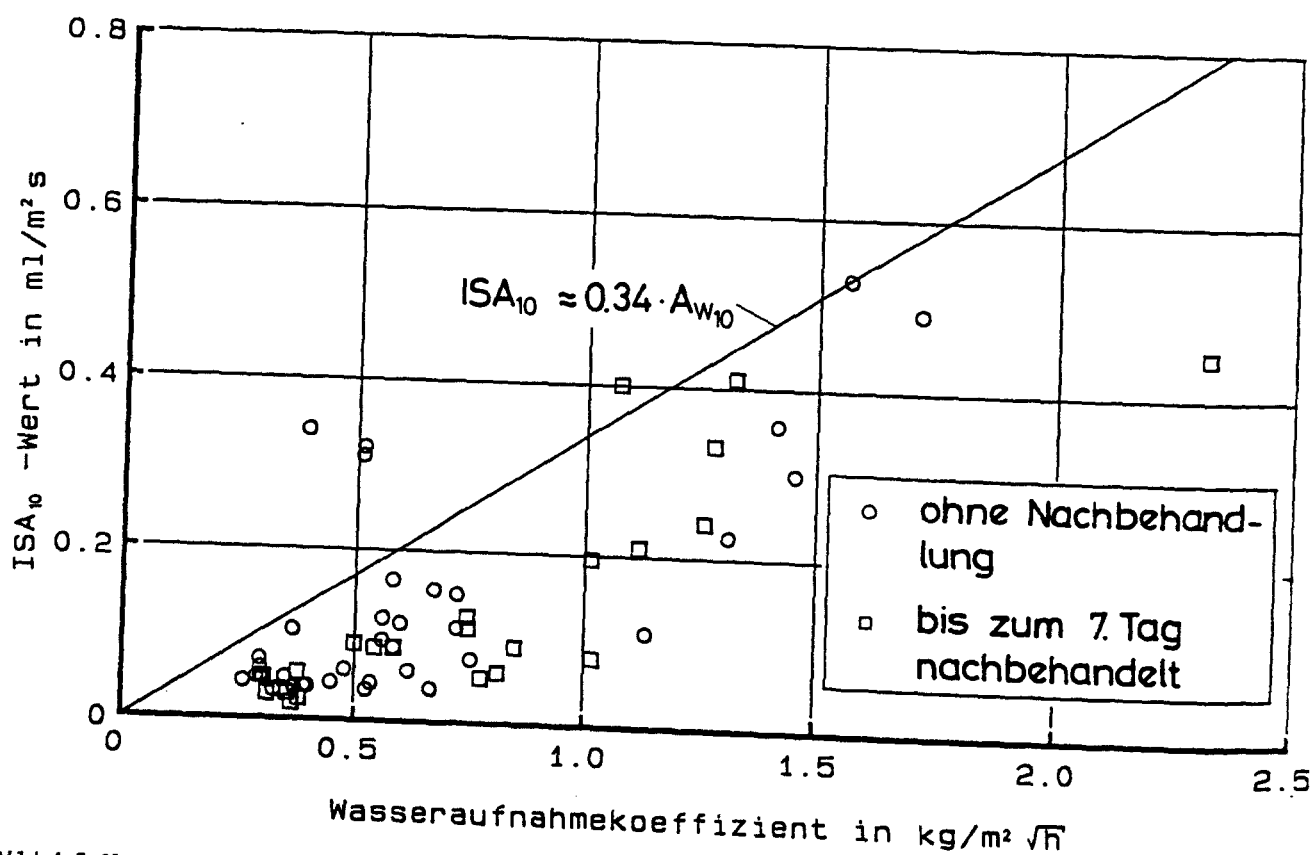 0.8
0.6
0.4
0.2
0
ISA₁₀ -Wert in ml/m² s
ISA₁₀ ≈ 0.34 · A_W₁₀
ohne Nachbehand-
lung
bis zum 7. Tag
nachbehandelt
0 0.5 1.0 1.5 2.0 2.5
Wasseraufnahmekoeffizient in kg/m² √h